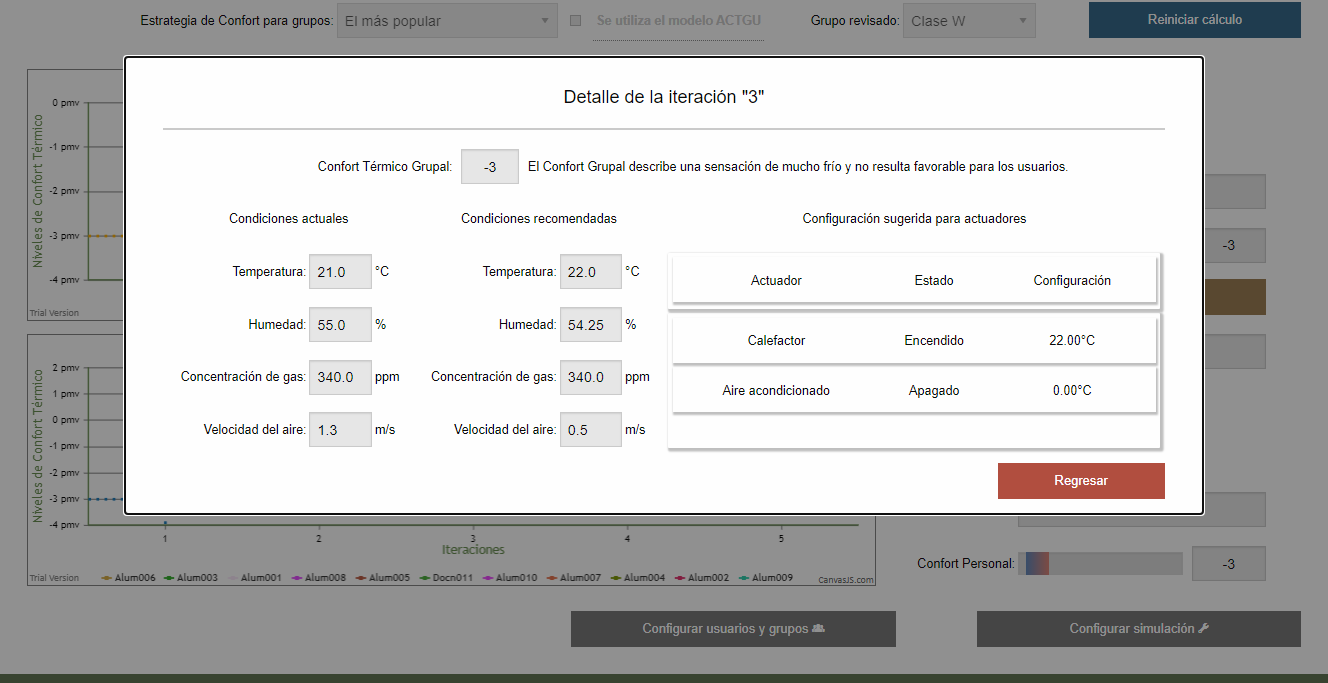 Estrategia de Confort para grupos: El más popular Se utiliza el modelo ACTGU Grupo revisado: Clase W Reiniciar cálculo
Detalle de la iteración "3"
Confort Térmico Grupal: -3 El Confort Grupal describe una sensación de mucho frío y no resulta favorable para los usuarios.
Condiciones actuales
Temperatura: 21.0 °C
Humedad: 55.0 %
Concentración de gas: 340.0 ppm
Velocidad del aire: 1.3 m/s
Condiciones recomendadas
Temperatura: 22.0 °C
Humedad: 54.25 %
Concentración de gas: 340.0 ppm
Velocidad del aire: 0.5 m/s
Configuración sugerida para actuadores
Actuador Estado Configuración
Calefactor Encendido 22.00°C
Aire acondicionado Apagado 0.00°C
Regresar
Niveles de Confort Térmico
0 pmv
-1 pmv
-2 pmv
-3 pmv
-4 pmv
Trial Version
-3
Niveles de Confort Térmico
2 pmv
1 pmv
0 pmv
-1 pmv
-2 pmv
-3 pmv
-4 pmv
1 2 3 4 5
Iteraciones
Alum006 Alum003 Alum001 Alum008 Alum005 Docn011 Alum010 Alum007 Alum004 Alum002 Alum009
Trial Version
CanvasJS.com
Confort Personal: -3
Configurar usuarios y grupos
Configurar simulación